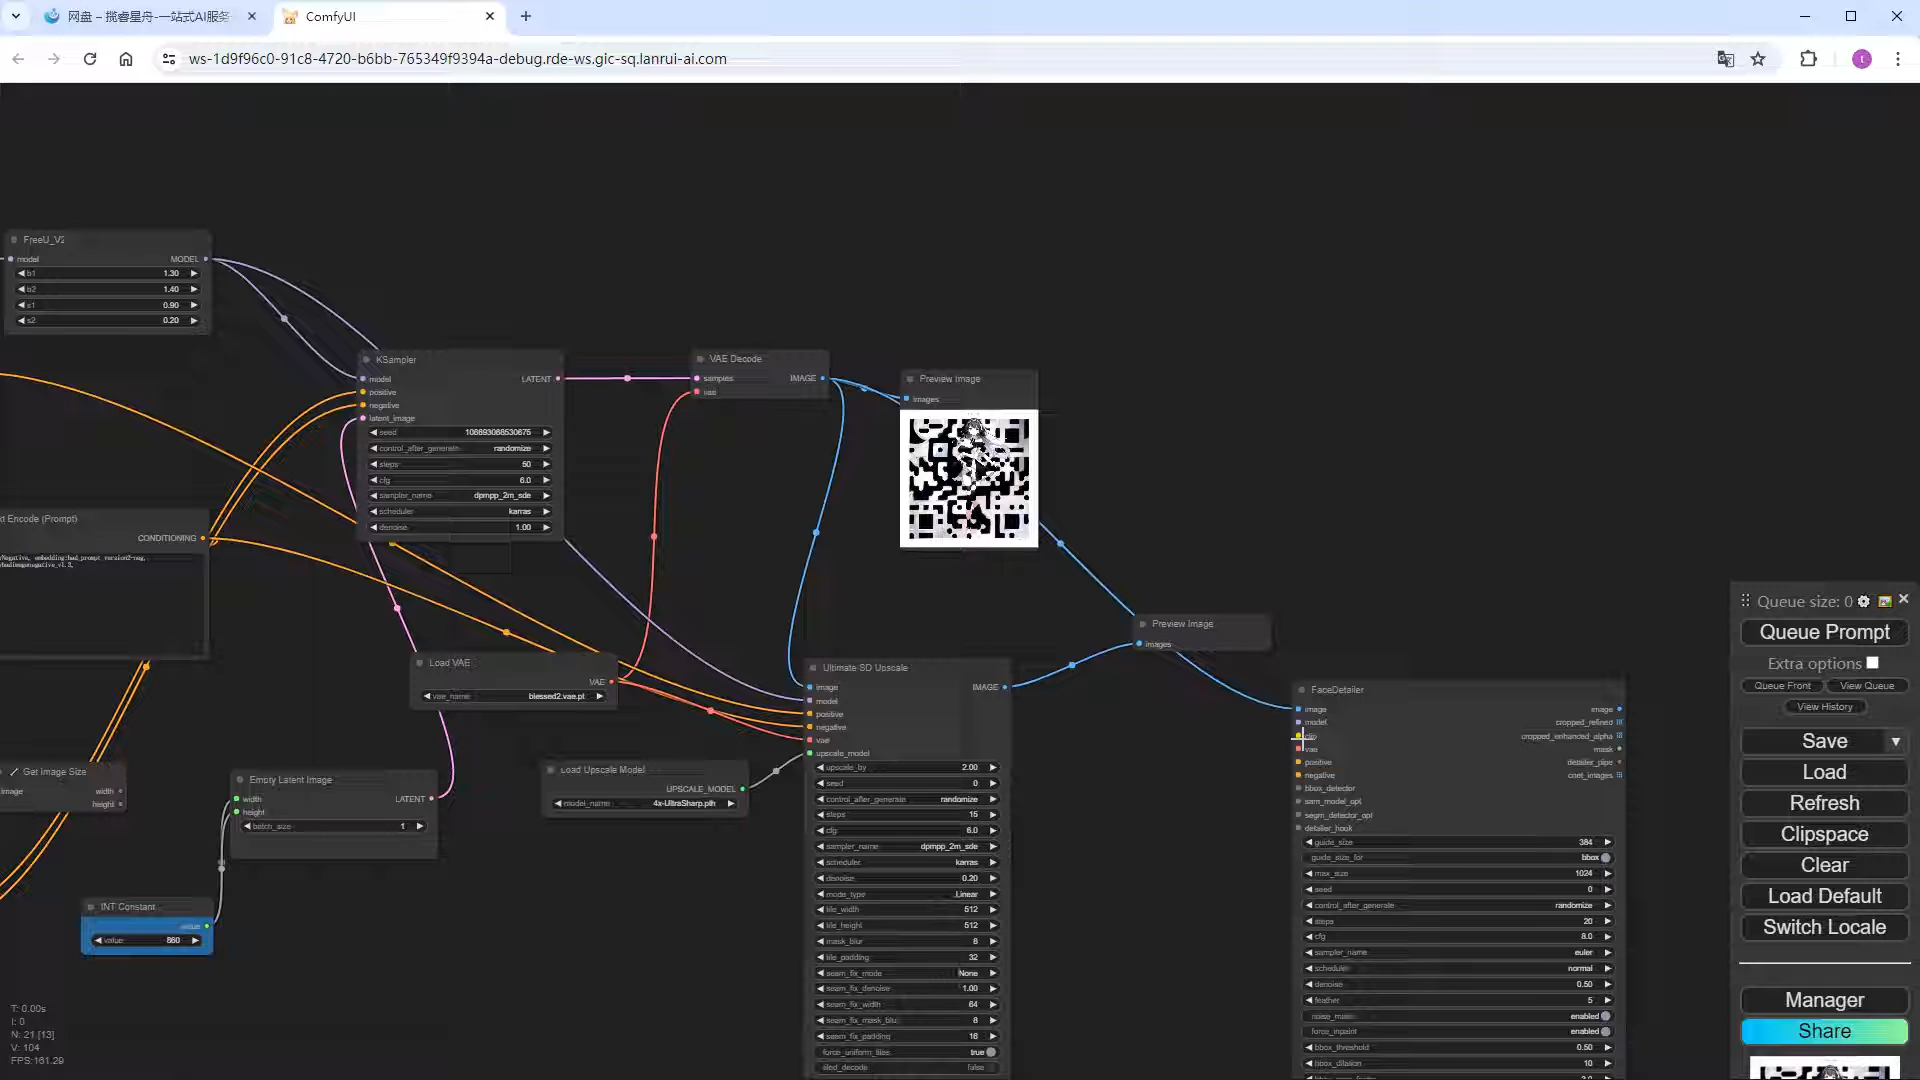 网盘 – 揽睿星舟-一站式AI服务
ComfyUI
ws-1d9f96c0-91c8-4720-b6bb-765349f9394a-debug.rde-ws.gic-sq.lanrui-ai.com
t
FreeU_V2
model MODEL
b1 1.30
b2 1.40
s1 0.90
s2 0.20
KSampler
model LATENT
positive
negative
latent_image
seed 108893088530675
control_after_generate randomize
steps 50
cfg 6.0
sampler_name dpmpp_2m_sde
scheduler karras
denoise 1.00
VAE Decode
samples IMAGE
vae
Preview Image
images
xt Encode (Prompt)
CONDITIONING
Load VAE
VAE
vae_name blessed2.vae.pt
Get Image Size
image width
height
Empty Latent Image
width LATENT
height
batch_size 1
INT Constant
value
value 860
Load Upscale Model
UPSCALE_MODEL
model_name 4x-UltraSharp.pth
Ultimate SD Upscale
image IMAGE
model
positive
negative
vae
upscale_model
upscale_by 2.00
seed 0
control_after_generate randomize
steps 15
cfg 6.0
sampler_name dpmpp_2m_sde
scheduler karras
denoise 0.20
mode_type Linear
tile_width 512
tile_height 512
mask_blur 8
tile_padding 32
seam_fix_mode None
seam_fix_denoise 1.00
seam_fix_width 64
seam_fix_mask_blu 8
seam_fix_padding 16
force_uniform_tiles true
tiled_decode false
Preview Image
images
FaceDetailer
image image
model cropped_refined
clip cropped_enhanced_alpha
vae mask
positive detailer_pipe
negative cnet_images
bbox_detector
sam_model_opt
segm_detector_opt
detailer_hook
guide_size 384
guide_size_for bbox
max_size 1024
seed 0
control_after_generate randomize
steps 20
cfg 8.0
sampler_name euler
scheduler normal
denoise 0.50
feather 5
noise_mask enabled
force_inpaint enabled
bbox_threshold 0.50
bbox_dilation 10
Queue size: 0
Queue Prompt
Extra options
Queue Front View Queue
View History
Save
Load
Refresh
Clipspace
Clear
Load Default
Switch Locale
Manager
Share
T: 0.00s
I: 0
N: 21 [13]
V: 104
FPS:161.29